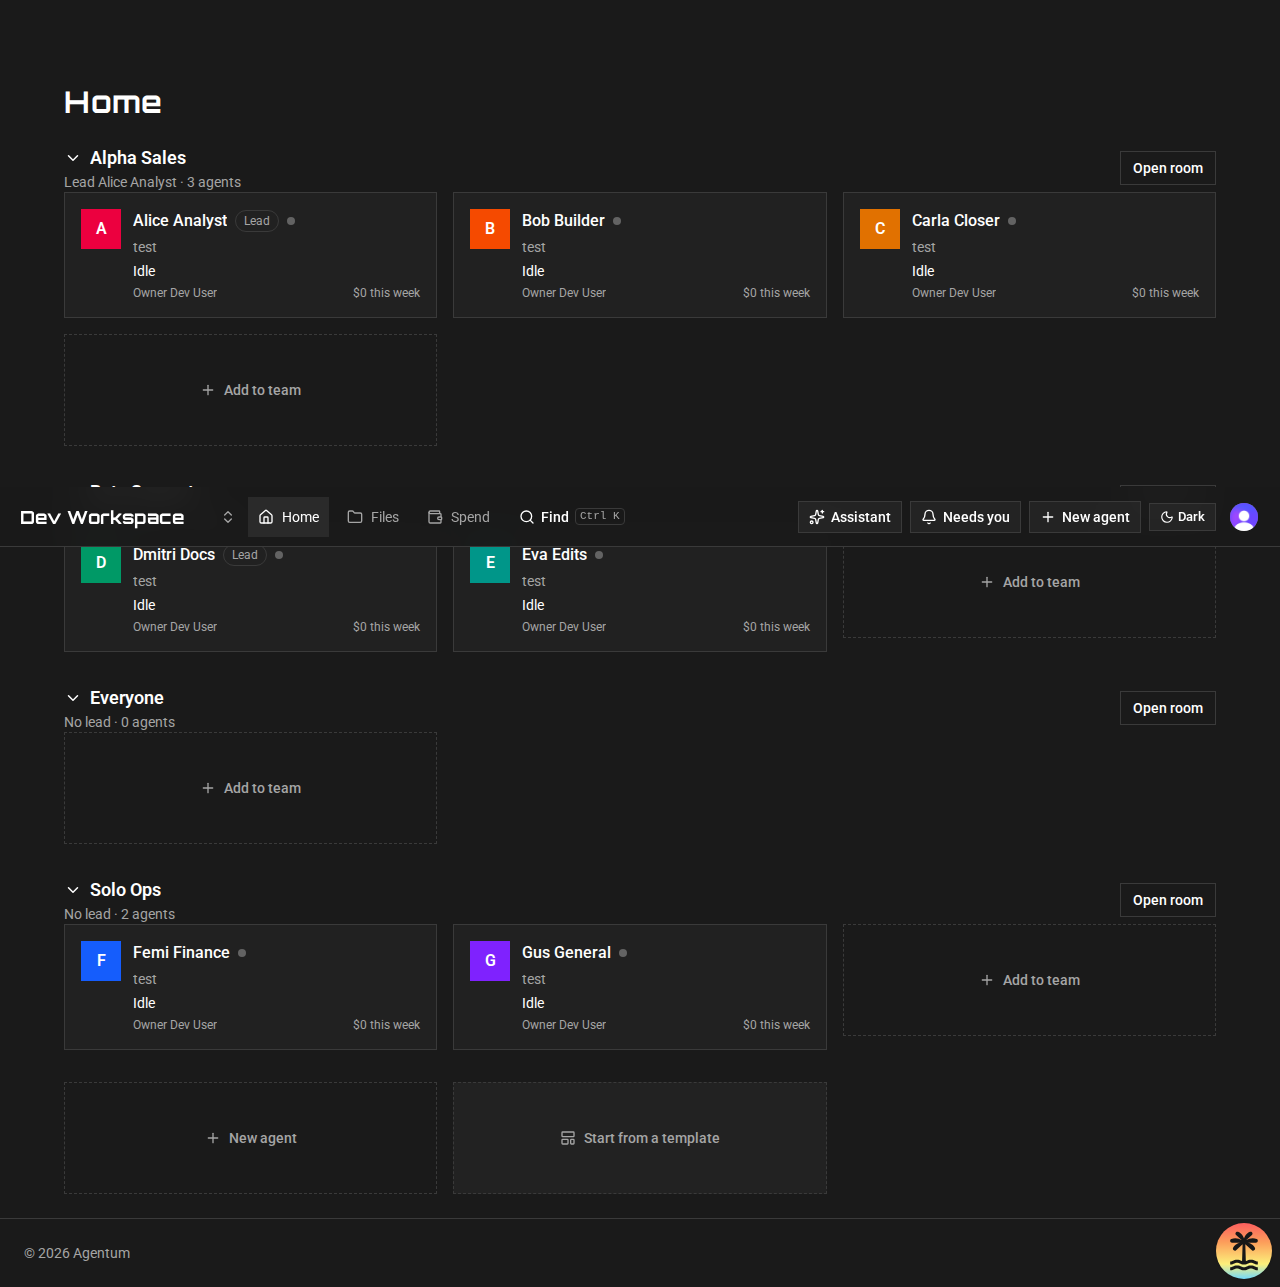 Home
Alpha Sales
Open room
Lead Alice Analyst · 3 agents
A
Alice Analyst Lead
test
Idle
Owner Dev User $0 this week
B
Bob Builder
test
Idle
Owner Dev User $0 this week
C
Carla Closer
test
Idle
Owner Dev User $0 this week
Add to team
Dev Workspace Home Files Spend Find Ctrl K Assistant Needs you New agent Dark
D
Dmitri Docs Lead
test
Idle
Owner Dev User $0 this week
E
Eva Edits
test
Idle
Owner Dev User $0 this week
Add to team
Everyone
Open room
No lead · 0 agents
Add to team
Solo Ops
Open room
No lead · 2 agents
F
Femi Finance
test
Idle
Owner Dev User $0 this week
G
Gus General
test
Idle
Owner Dev User $0 this week
Add to team
New agent
Start from a template
© 2026 Agentum